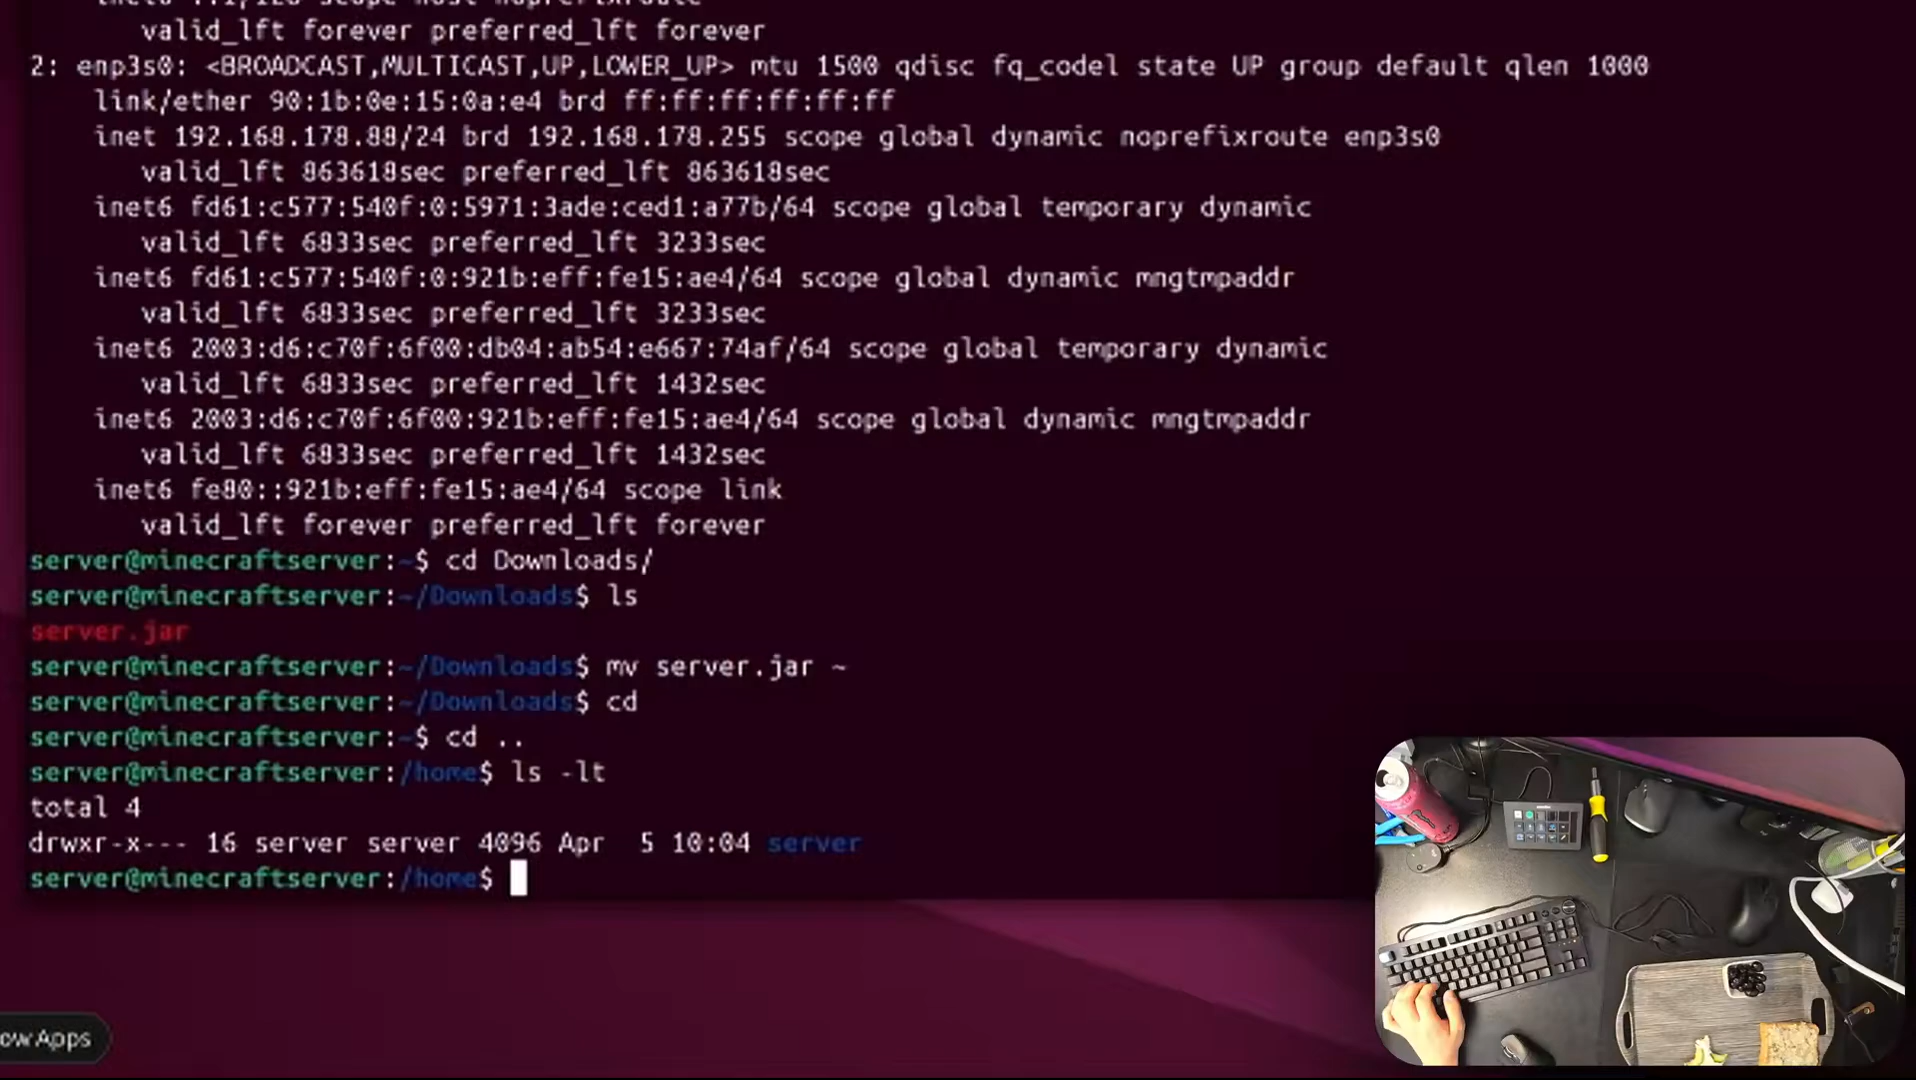 valid_lft forever preferred_lft forever
2: enp3s0: <BROADCAST,MULTICAST,UP,LOWER_UP> mtu 1500 qdisc fq_codel state UP group default qlen 1000
link/ether 90:1b:0e:15:0a:e4 brd ff:ff:ff:ff:ff:ff
inet 192.168.178.88/24 brd 192.168.178.255 scope global dynamic noprefixroute enp3s0
valid_lft 863618sec preferred_lft 863618sec
inet6 fd61:c577:540f:0:5971:3ade:ced1:a77b/64 scope global temporary dynamic
valid_lft 6833sec preferred_lft 3233sec
inet6 fd61:c577:540f:0:921b:eff:fe15:ae4/64 scope global dynamic mngtmpaddr
valid_lft 6833sec preferred_lft 3233sec
inet6 2003:d6:c70f:6f00:db04:ab54:e667:74af/64 scope global temporary dynamic
valid_lft 6833sec preferred_lft 1432sec
inet6 2003:d6:c70f:6f00:921b:eff:fe15:ae4/64 scope global dynamic mngtmpaddr
valid_lft 6833sec preferred_lft 1432sec
inet6 fe80::921b:eff:fe15:ae4/64 scope link
valid_lft forever preferred_lft forever
server@minecraftserver:~$ cd Downloads/
server@minecraftserver:~/Downloads$ ls
server.jar
server@minecraftserver:~/Downloads$ mv server.jar ~
server@minecraftserver:~/Downloads$ cd
server@minecraftserver:~$ cd ..
server@minecraftserver:/home$ ls -lt
total 4
drwxr-x--- 16 server server 4096 Apr  5 10:04 server
server@minecraftserver:/home$
ow Apps